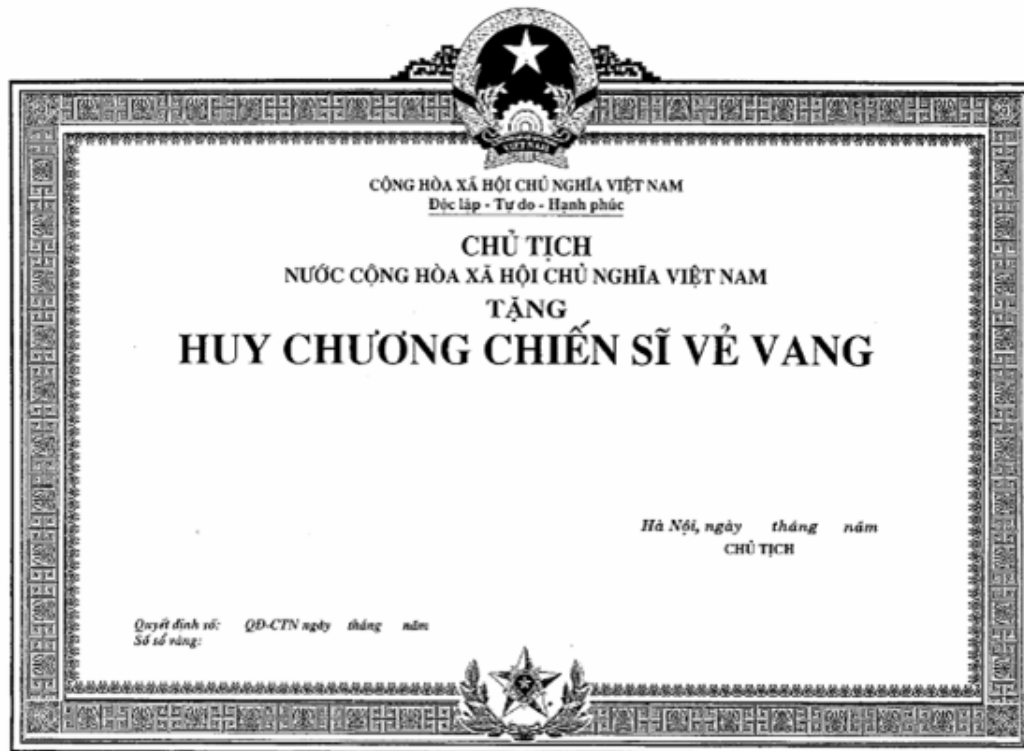 VIỆT NAM
CỘNG HÒA XÃ HỘI CHỦ NGHĨA VIỆT NAM
Độc lập - Tự do - Hạnh phúc
CHỦ TỊCH
NƯỚC CỘNG HÒA XÃ HỘI CHỦ NGHĨA VIỆT NAM
TẶNG
HUY CHƯƠNG CHIẾN SĨ VẺ VANG
Hà Nội, ngày tháng năm
CHỦ TỊCH
Quyết định số: QĐ-CTN ngày tháng năm
Số sổ vàng: